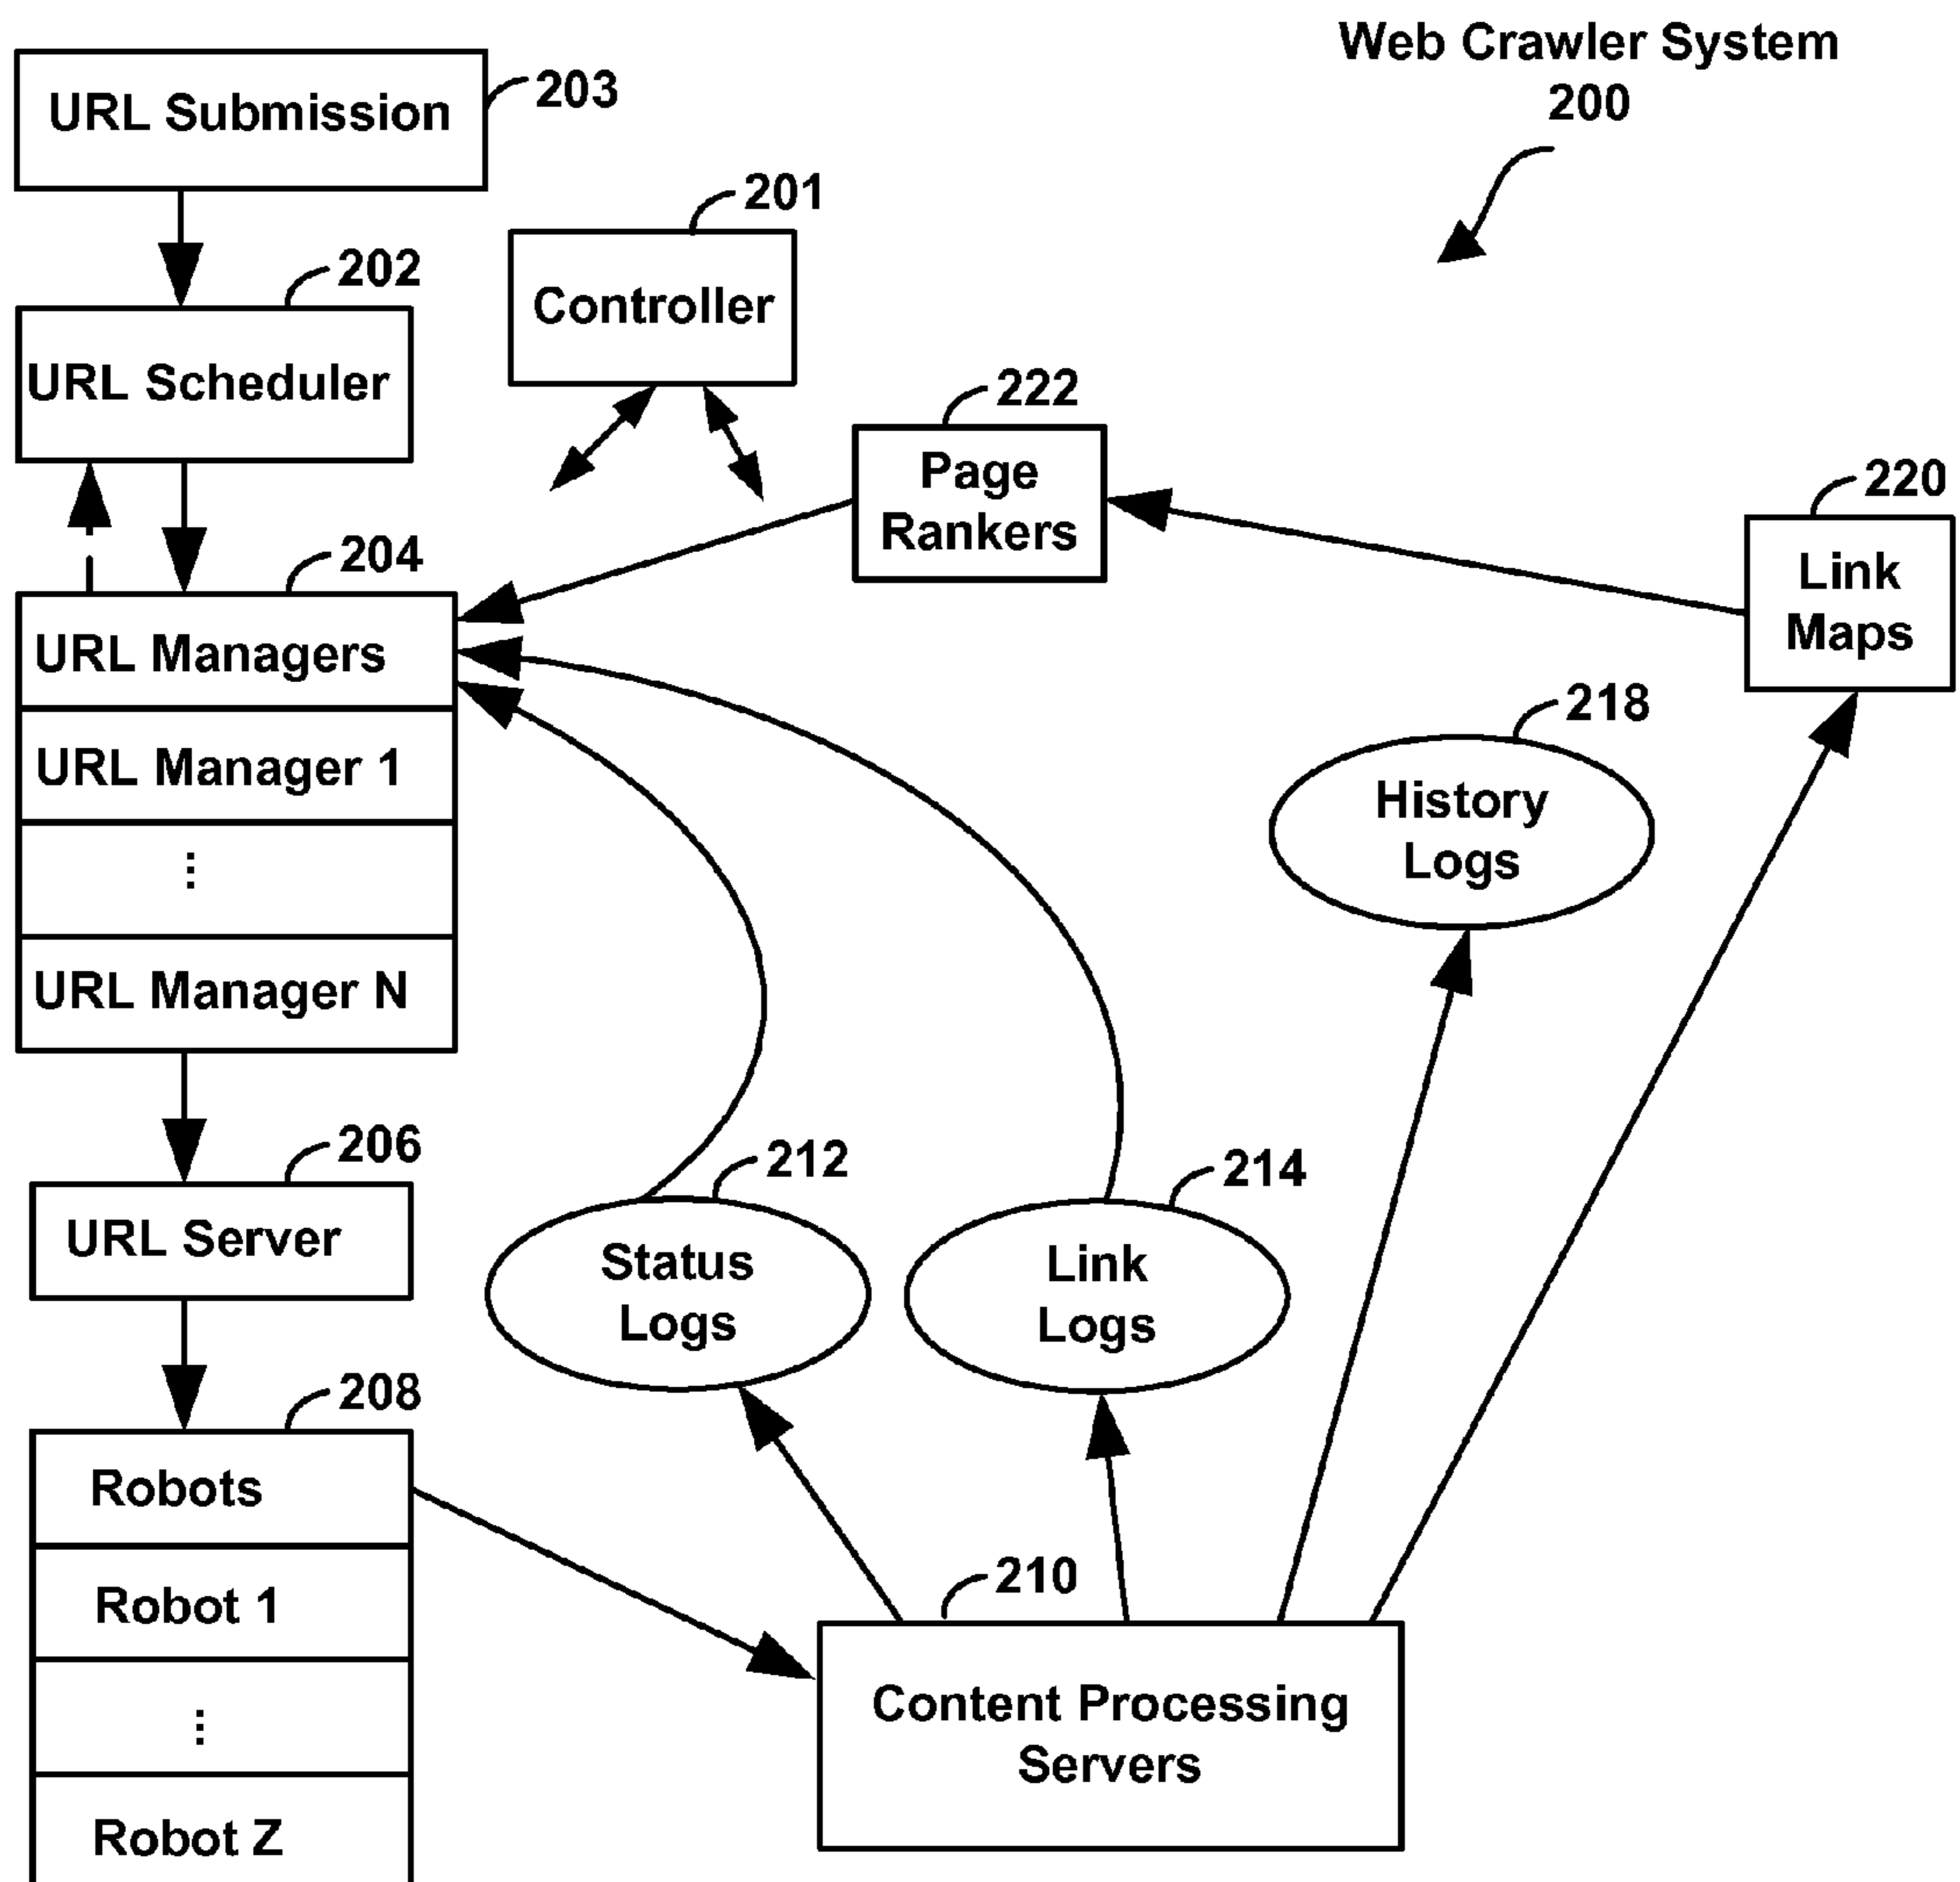 Web Crawler System
200
URL Submission
203
201
Controller
202
URL Scheduler
222
Page
Rankers
220
Link
Maps
204
URL Managers
URL Manager 1
⋮
URL Manager N
218
History
Logs
206
URL Server
212
Status
Logs
214
Link
Logs
208
Robots
Robot 1
⋮
Robot Z
210
Content Processing
Servers